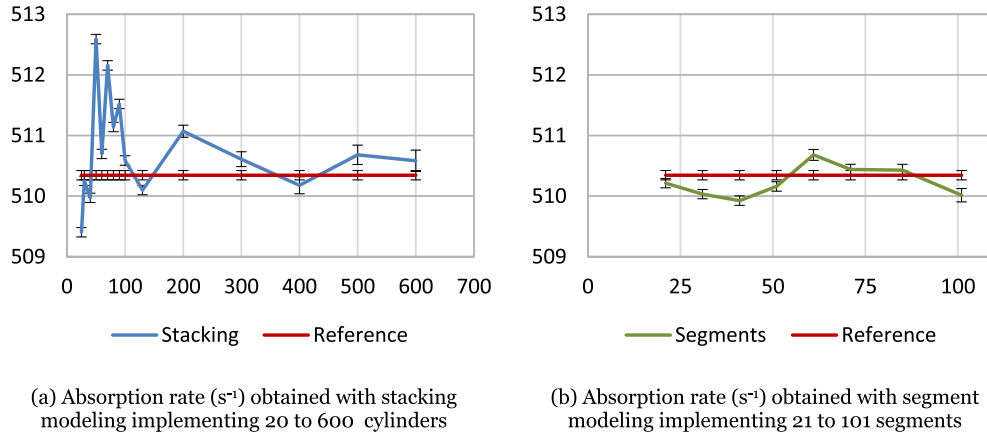 513
512
511
510
509
0 100 200 300 400 500 600 700
Stacking Reference
(a) Absorption rate (s-1) obtained with stacking
modeling implementing 20 to 600 cylinders
513
512
511
510
509
0 25 50 75 100
Segments Reference
(b) Absorption rate (s-1) obtained with segment
modeling implementing 21 to 101 segments